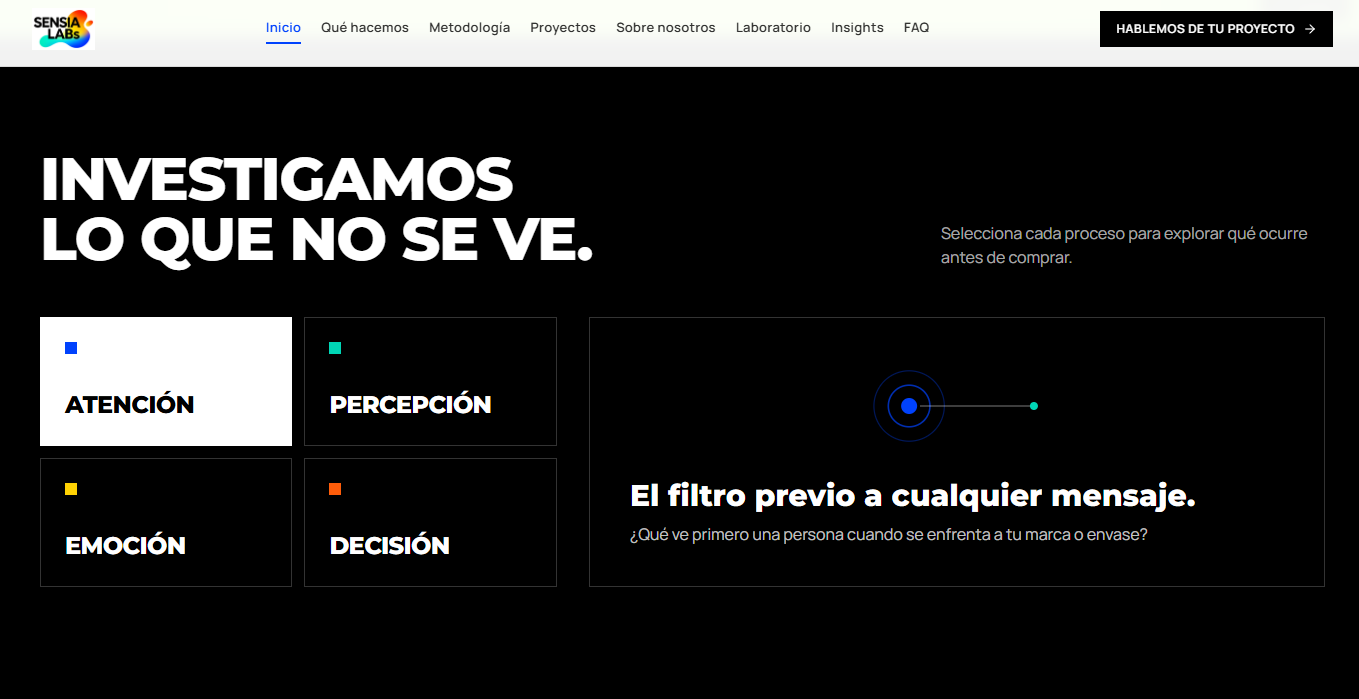 SENSIA
LABs
Inicio
Qué hacemos
Metodología
Proyectos
Sobre nosotros
Laboratorio
Insights
FAQ
HABLEMOS DE TU PROYECTO →
INVESTIGAMOS
LO QUE NO SE VE.
Selecciona cada proceso para explorar qué ocurre
antes de comprar.
ATENCIÓN
PERCEPCIÓN
EMOCIÓN
DECISIÓN
El filtro previo a cualquier mensaje.
¿Qué ve primero una persona cuando se enfrenta a tu marca o envase?